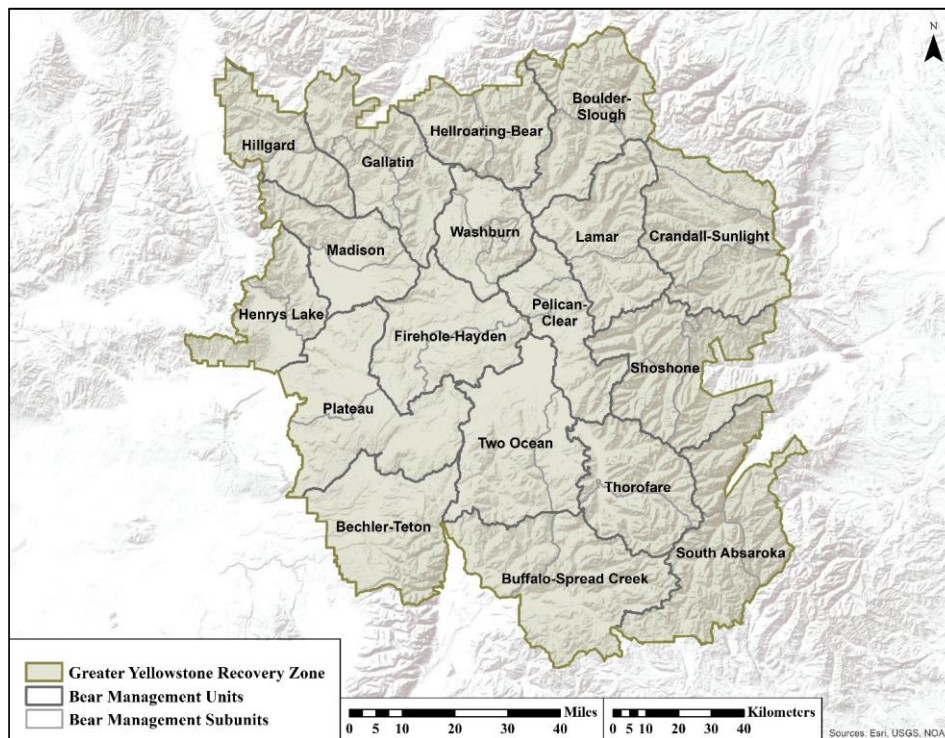 N
Boulder-
Slough
Hellroaring-Bear
Hillgard
Gallatin
Washburn
Lamar
Crandall-Sunlight
Madison
Pelican-
Clear
Henrys Lake
Firehole-Hayden
Shoshone
Plateau
Two Ocean
Thorofare
Bechler-Teton
South Absaroka
Buffalo-Spread Creek
Greater Yellowstone Recovery Zone
Bear Management Units
Bear Management Subunits
Miles
0 5 10 20 30 40
Kilometers
0 5 10 20 30 40
Sources: Esri, USGS, NOA